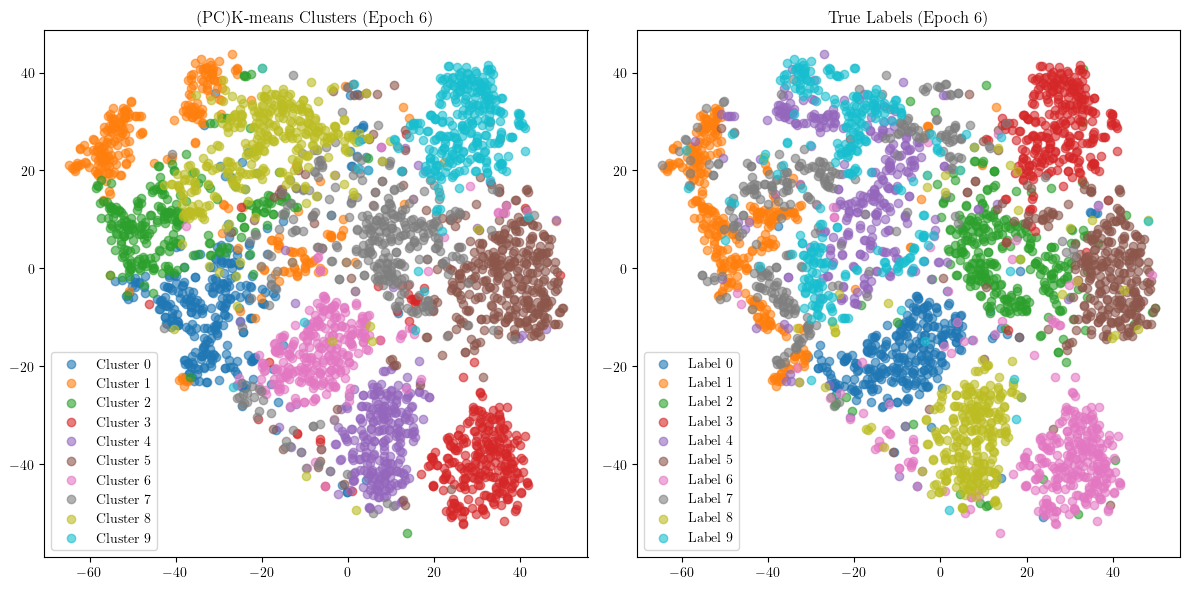 (PC)K-means Clusters (Epoch 6)
40
20
0
−20
−40
−60
−40
−20
0
20
40
Cluster 0
Cluster 1
Cluster 2
Cluster 3
Cluster 4
Cluster 5
Cluster 6
Cluster 7
Cluster 8
Cluster 9
True Labels (Epoch 6)
40
20
0
−20
−40
−60
−40
−20
0
20
40
Label 0
Label 1
Label 2
Label 3
Label 4
Label 5
Label 6
Label 7
Label 8
Label 9